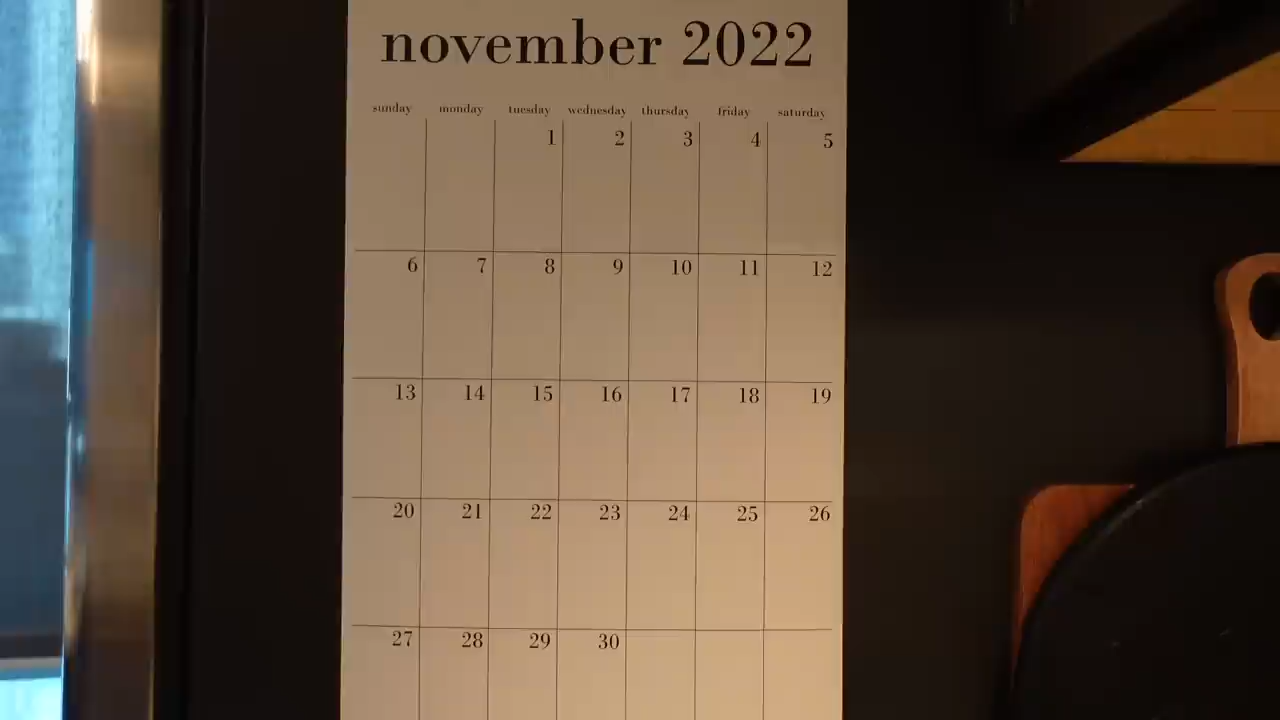 november 2022
sunday monday tuesday wednesday thursday friday saturday
1 2 3 4 5
6 7 8 9 10 11 12
13 14 15 16 17 18 19
20 21 22 23 24 25 26
27 28 29 30